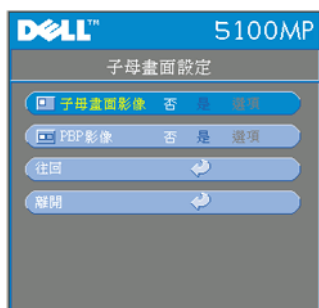 DELL™ 5100MP
子母畫面設定
子母畫面影像 否 是 選項
PBP影像 否 是 選項
往回
離開